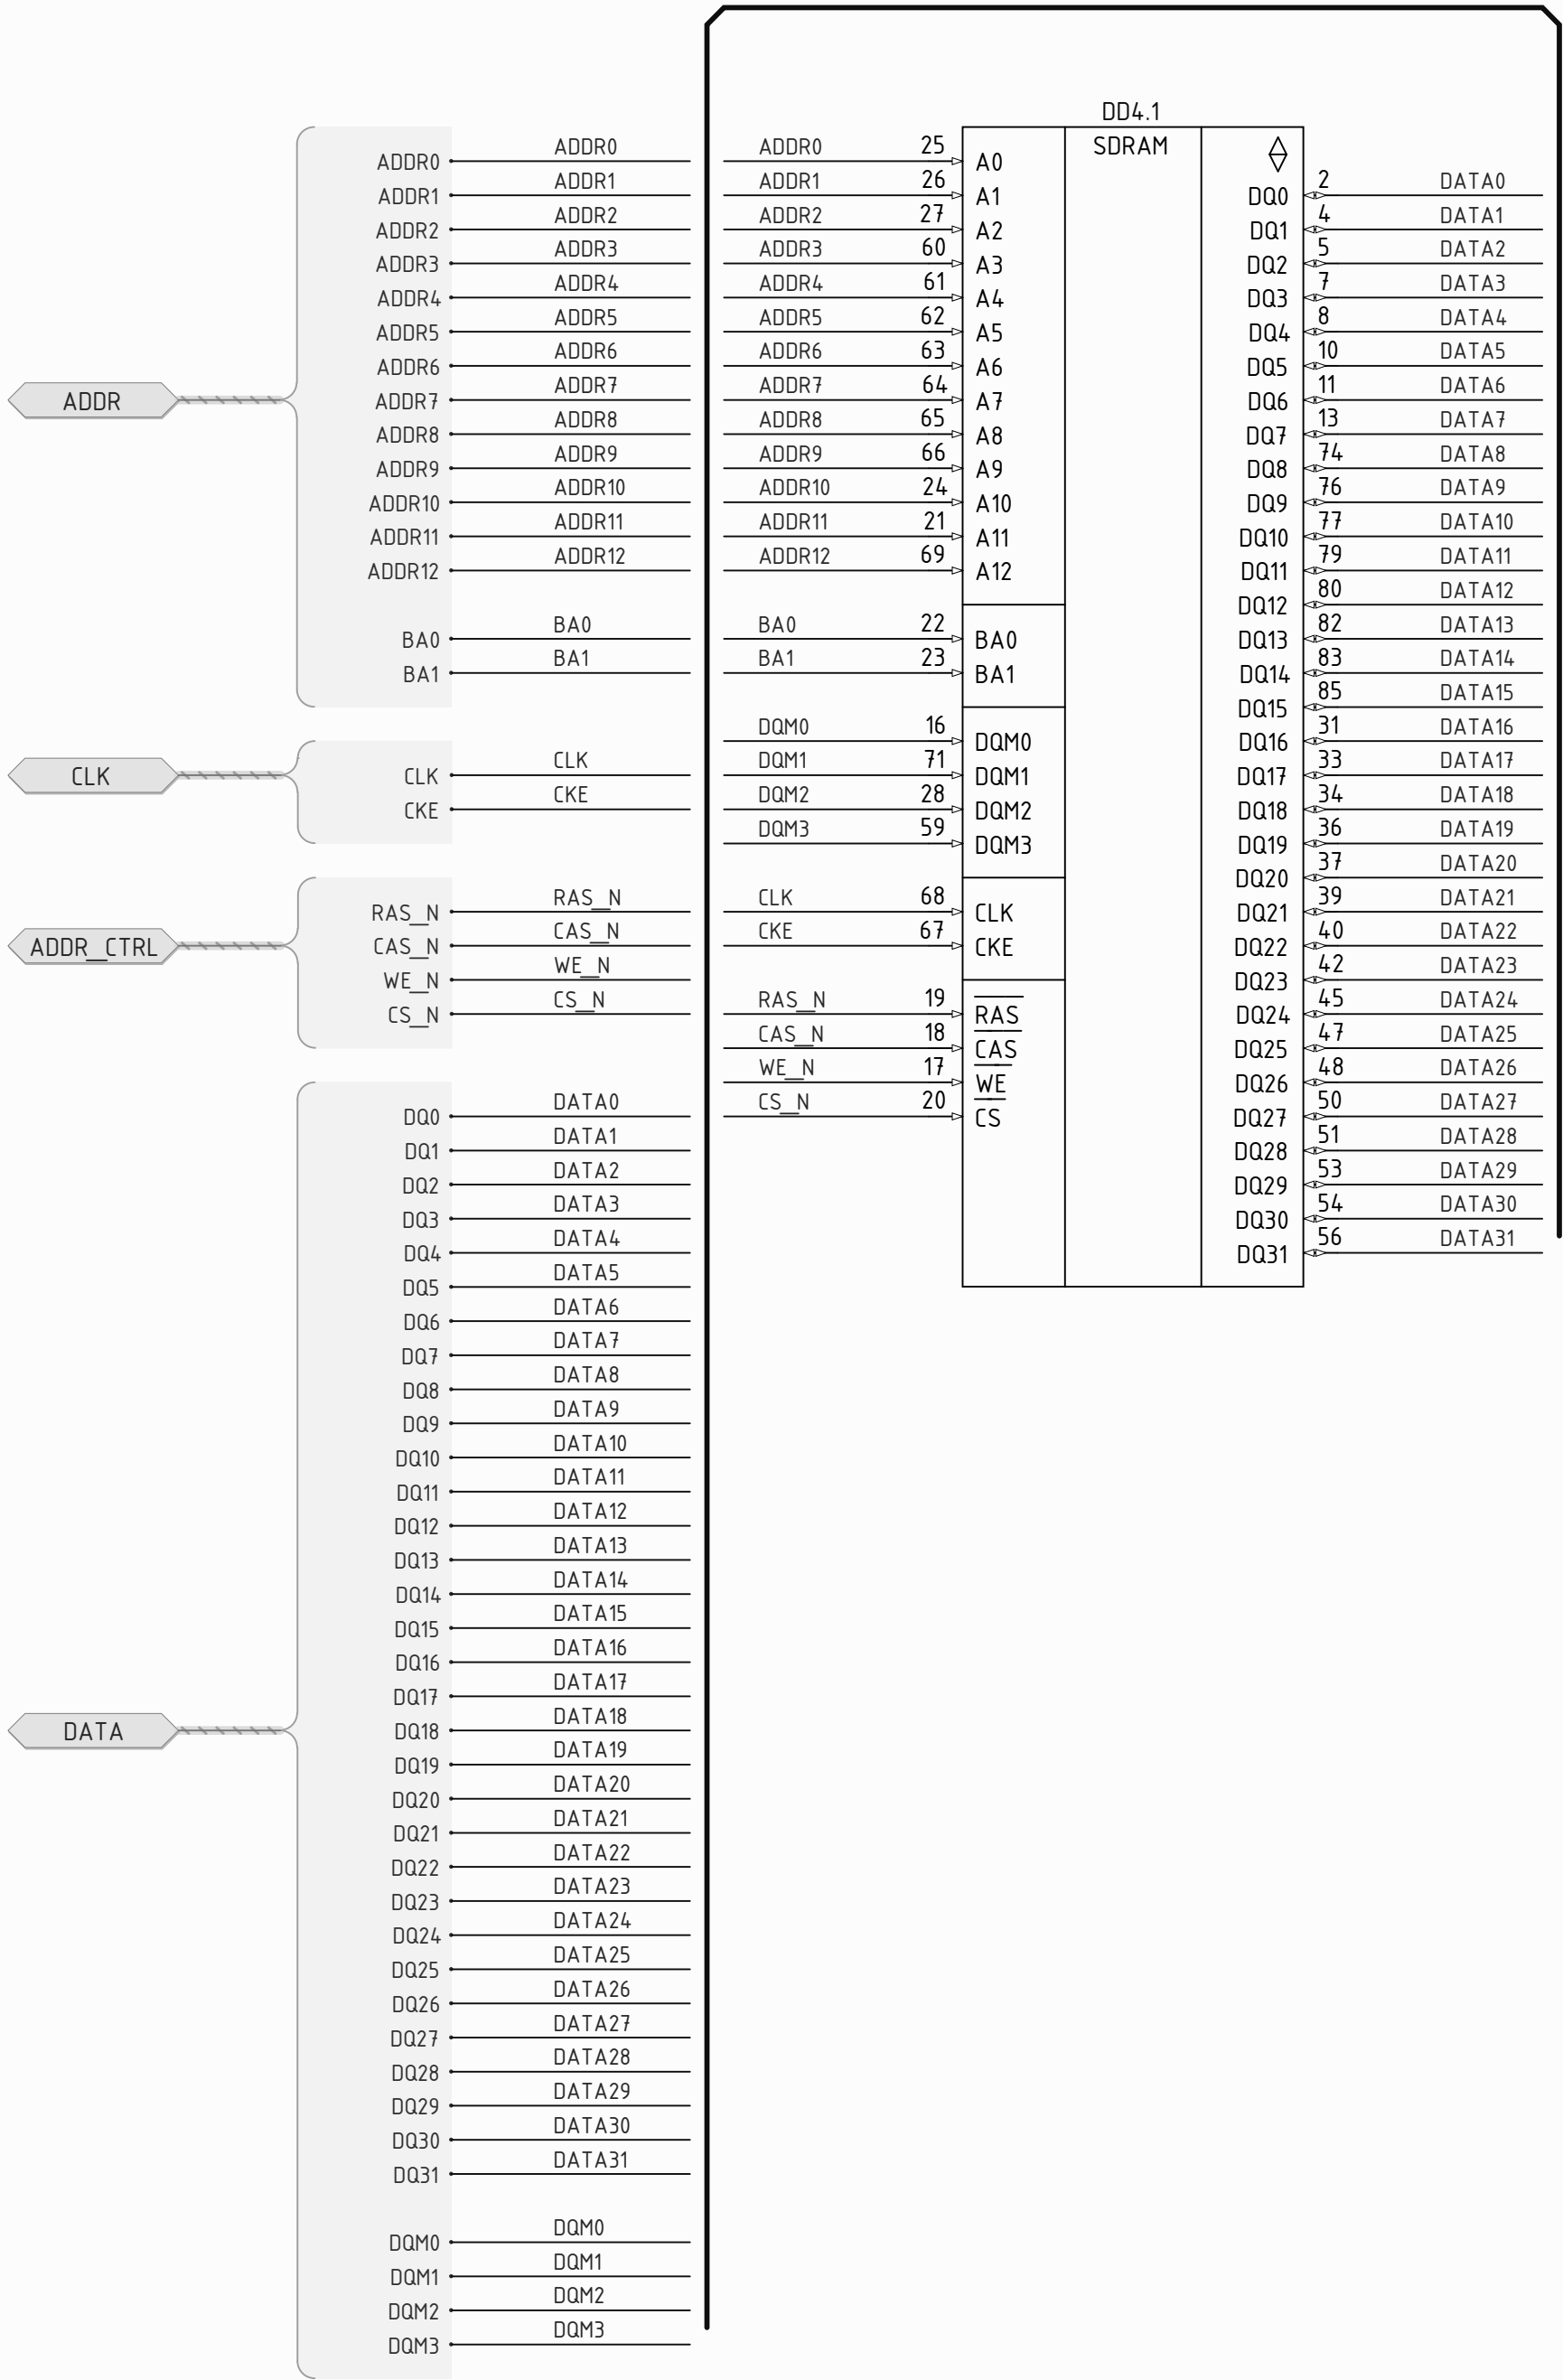 DD4.1
SDRAM
ADDR
ADDR0 ADDR0
ADDR1 ADDR1
ADDR2 ADDR2
ADDR3 ADDR3
ADDR4 ADDR4
ADDR5 ADDR5
ADDR6 ADDR6
ADDR7 ADDR7
ADDR8 ADDR8
ADDR9 ADDR9
ADDR10 ADDR10
ADDR11 ADDR11
ADDR12 ADDR12
BA0 BA0
BA1 BA1
CLK
CLK CLK
CKE CKE
ADDR_CTRL
RAS_N RAS_N
CAS_N CAS_N
WE_N WE_N
CS_N CS_N
DATA
DQ0 DATA0
DQ1 DATA1
DQ2 DATA2
DQ3 DATA3
DQ4 DATA4
DQ5 DATA5
DQ6 DATA6
DQ7 DATA7
DQ8 DATA8
DQ9 DATA9
DQ10 DATA10
DQ11 DATA11
DQ12 DATA12
DQ13 DATA13
DQ14 DATA14
DQ15 DATA15
DQ16 DATA16
DQ17 DATA17
DQ18 DATA18
DQ19 DATA19
DQ20 DATA20
DQ21 DATA21
DQ22 DATA22
DQ23 DATA23
DQ24 DATA24
DQ25 DATA25
DQ26 DATA26
DQ27 DATA27
DQ28 DATA28
DQ29 DATA29
DQ30 DATA30
DQ31 DATA31
DQM0 DQM0
DQM1 DQM1
DQM2 DQM2
DQM3 DQM3
ADDR0 25 A0
ADDR1 26 A1
ADDR2 27 A2
ADDR3 60 A3
ADDR4 61 A4
ADDR5 62 A5
ADDR6 63 A6
ADDR7 64 A7
ADDR8 65 A8
ADDR9 66 A9
ADDR10 24 A10
ADDR11 21 A11
ADDR12 69 A12
BA0 22 BA0
BA1 23 BA1
DQM0 16 DQM0
DQM1 71 DQM1
DQM2 28 DQM2
DQM3 59 DQM3
CLK 68 CLK
CKE 67 CKE
RAS_N 19 RAS
CAS_N 18 CAS
WE_N 17 WE
CS_N 20 CS
DQ0 2 DATA0
DQ1 4 DATA1
DQ2 5 DATA2
DQ3 7 DATA3
DQ4 8 DATA4
DQ5 10 DATA5
DQ6 11 DATA6
DQ7 13 DATA7
DQ8 74 DATA8
DQ9 76 DATA9
DQ10 77 DATA10
DQ11 79 DATA11
DQ12 80 DATA12
DQ13 82 DATA13
DQ14 83 DATA14
DQ15 85 DATA15
DQ16 31 DATA16
DQ17 33 DATA17
DQ18 34 DATA18
DQ19 36 DATA19
DQ20 37 DATA20
DQ21 39 DATA21
DQ22 40 DATA22
DQ23 42 DATA23
DQ24 45 DATA24
DQ25 47 DATA25
DQ26 48 DATA26
DQ27 50 DATA27
DQ28 51 DATA28
DQ29 53 DATA29
DQ30 54 DATA30
DQ31 56 DATA31